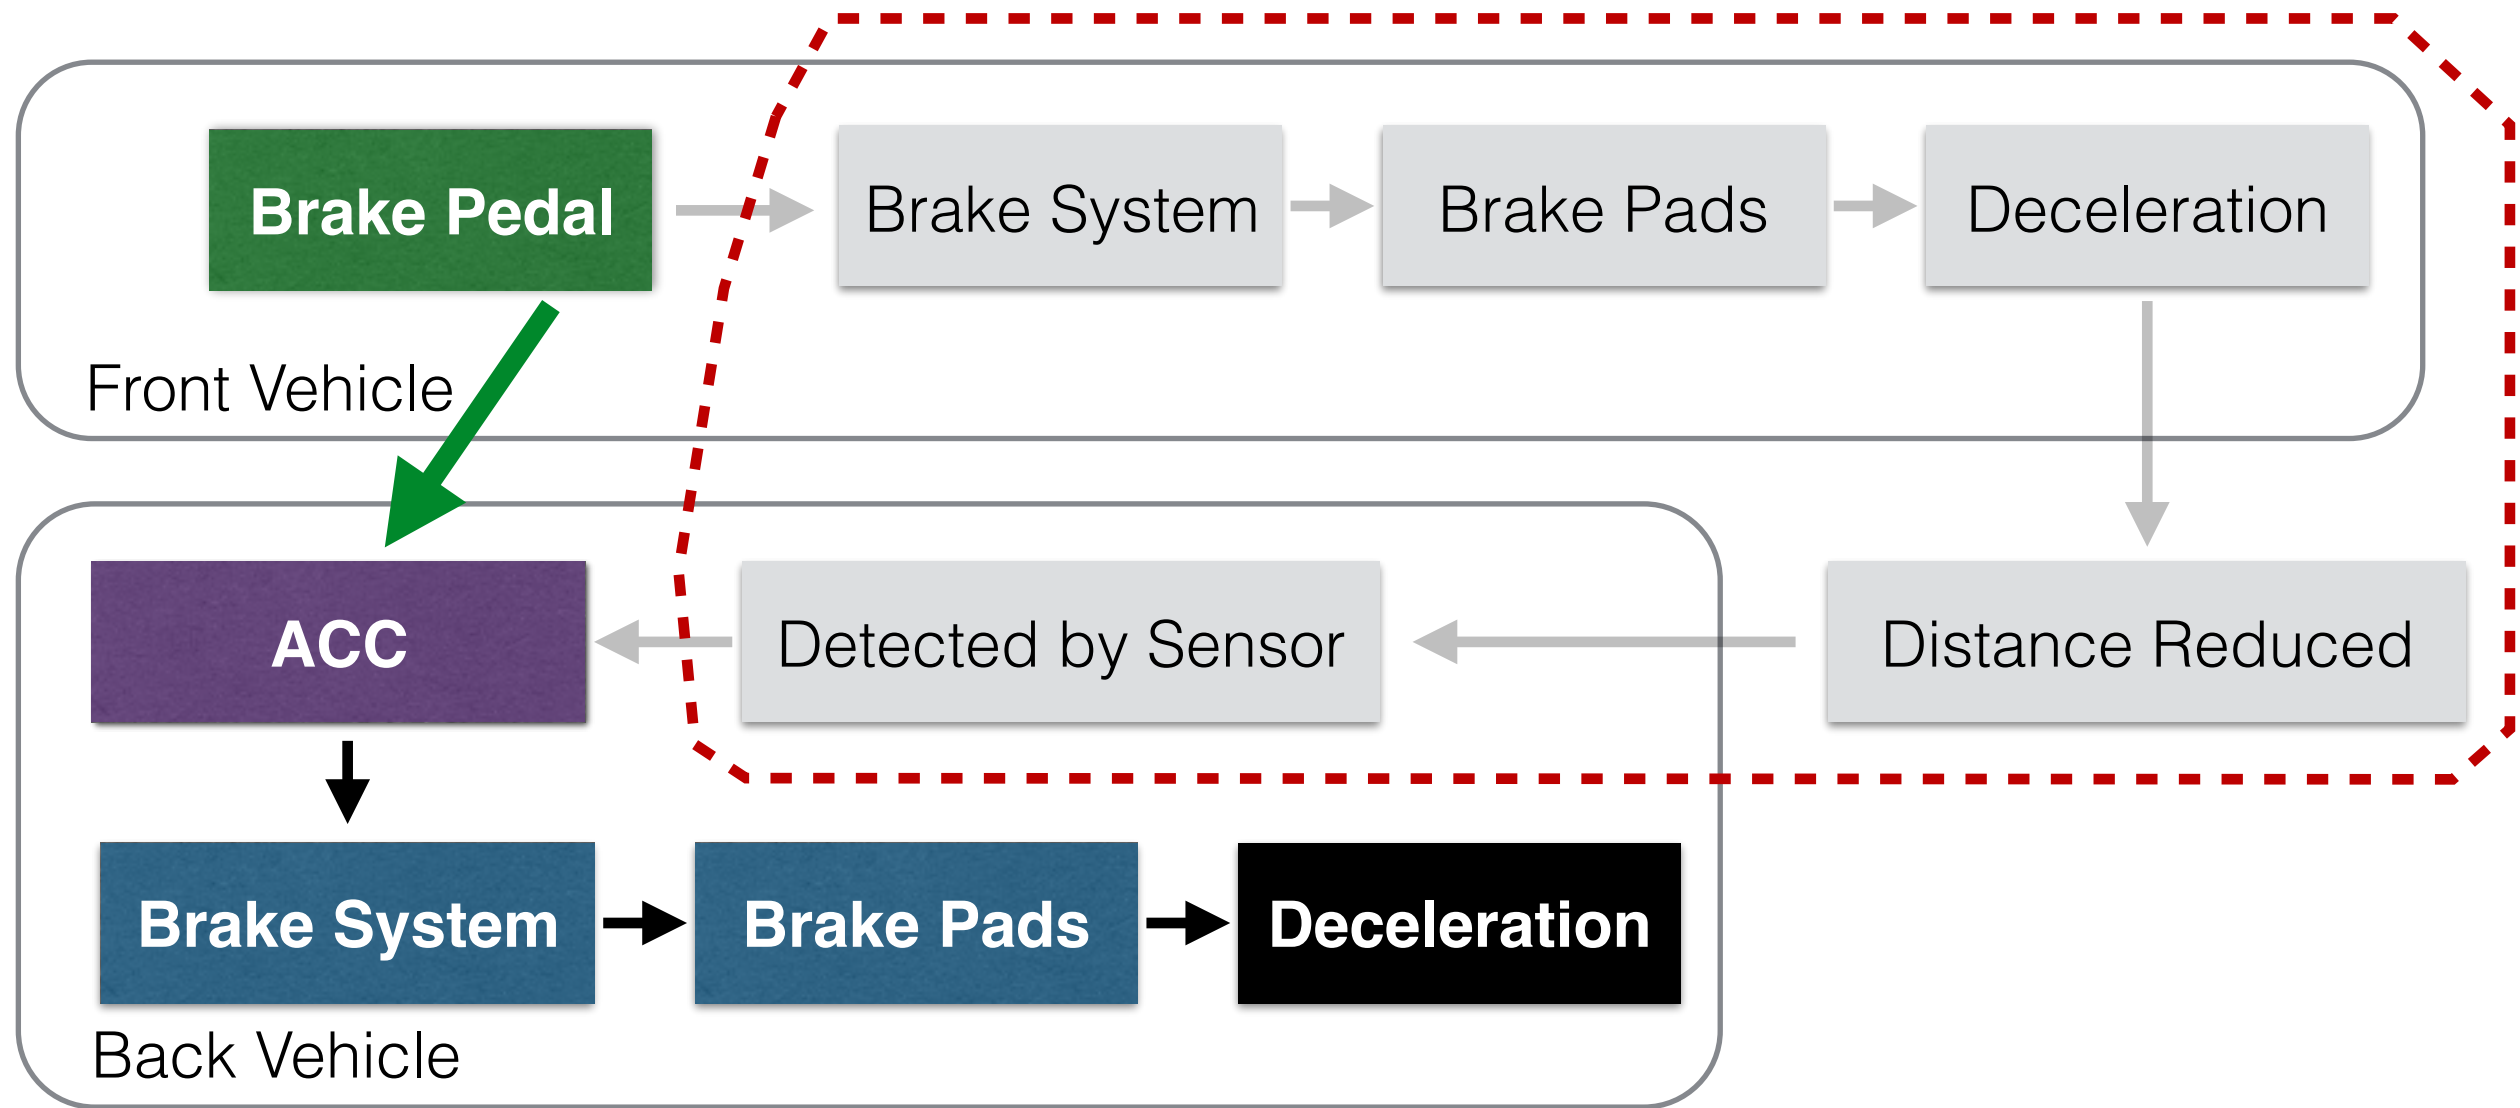 Brake Pedal
Brake System
Brake Pads
Deceleration
Front Vehicle
ACC
Detected by Sensor
Distance Reduced
Brake System
Brake Pads
Deceleration
Back Vehicle